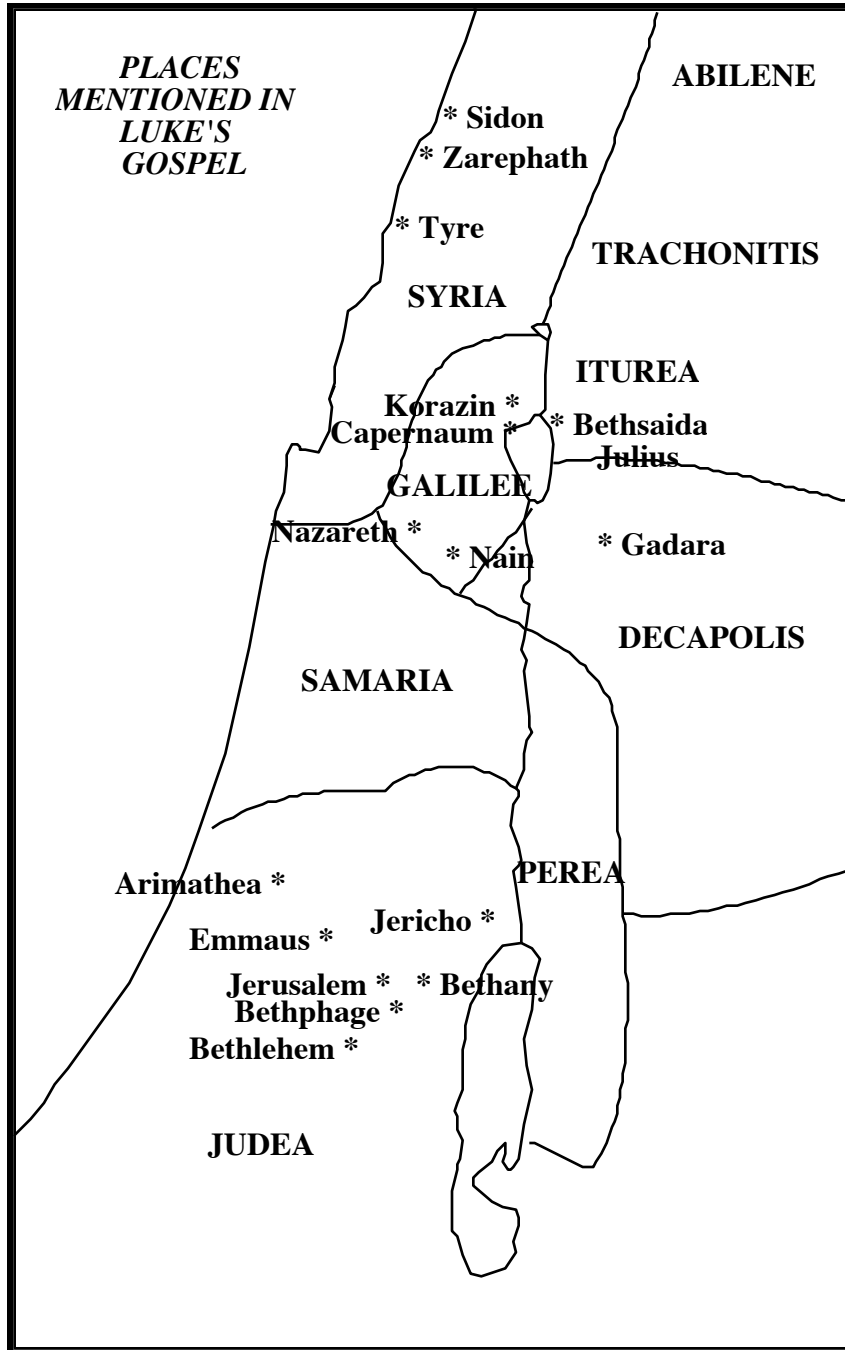 PLACES
MENTIONED IN
LUKE'S
GOSPEL
ABILENE
* Sidon
* Zarephath
* Tyre
TRACHONITIS
SYRIA
ITUREA
Korazin *
Capernaum *
* Bethsaida
Julius
GALILEE
Nazareth *
* Nain
* Gadara
DECAPOLIS
SAMARIA
PEREA
Arimathea *
Jericho *
Emmaus *
Jerusalem *
* Bethany
Bethphage *
Bethlehem *
JUDEA